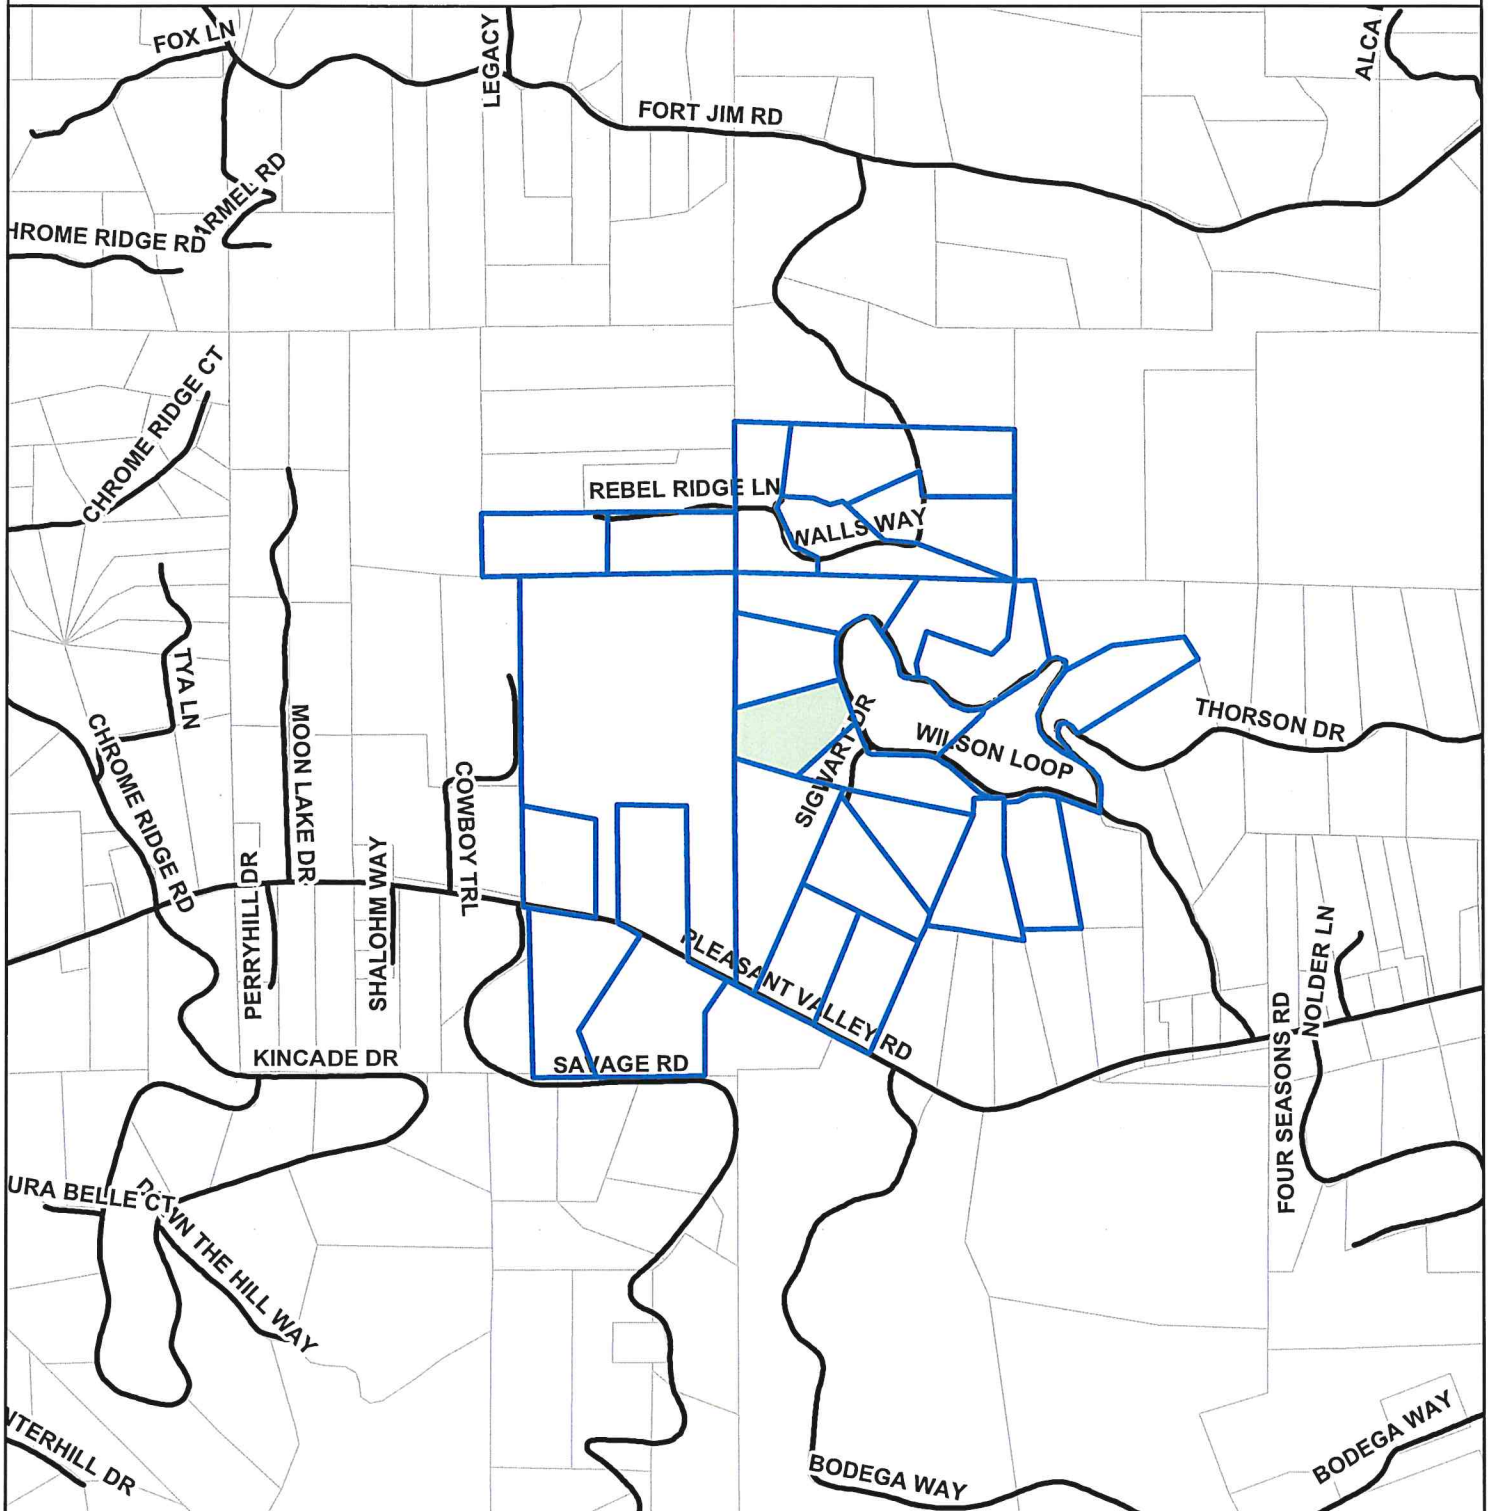 FOX LN
LEGACY
ALCA
FORT JIM RD
ARMEL RD
HROME RIDGE RD
CHROME RIDGE CT
REBEL RIDGE LN
WALLS WAY
TYA LN
CHROME RIDGE RD
MOON LAKE DR
COWBOY TRL
SIGWART DR
WILSON LOOP
THORSON DR
PERRYHILL DR
SHALOHM WAY
PLEASANT VALLEY RD
NOLDER LN
FOUR SEASONS RD
KINCADE DR
SAVAGE RD
URA BELLE CT
DAWN THE HILL WAY
NTERHILL DR
BODEGA WAY
BODEGA WAY